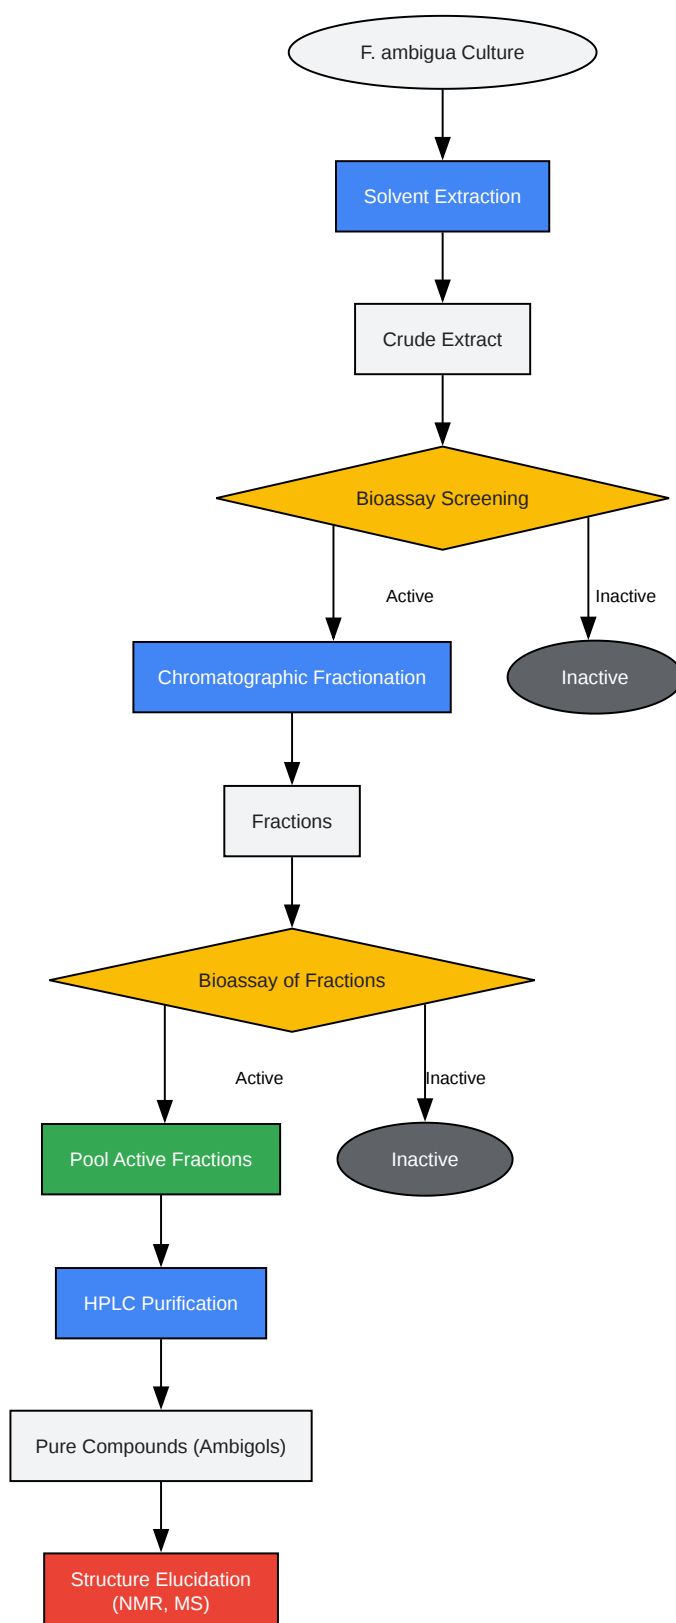 F. ambigua Culture
Solvent Extraction
Crude Extract
Bioassay Screening
Active
Inactive
Chromatographic Fractionation
Inactive
Fractions
Bioassay of Fractions
Active
Inactive
Pool Active Fractions
Inactive
HPLC Purification
Pure Compounds (Ambigols)
Structure Elucidation
(NMR, MS)